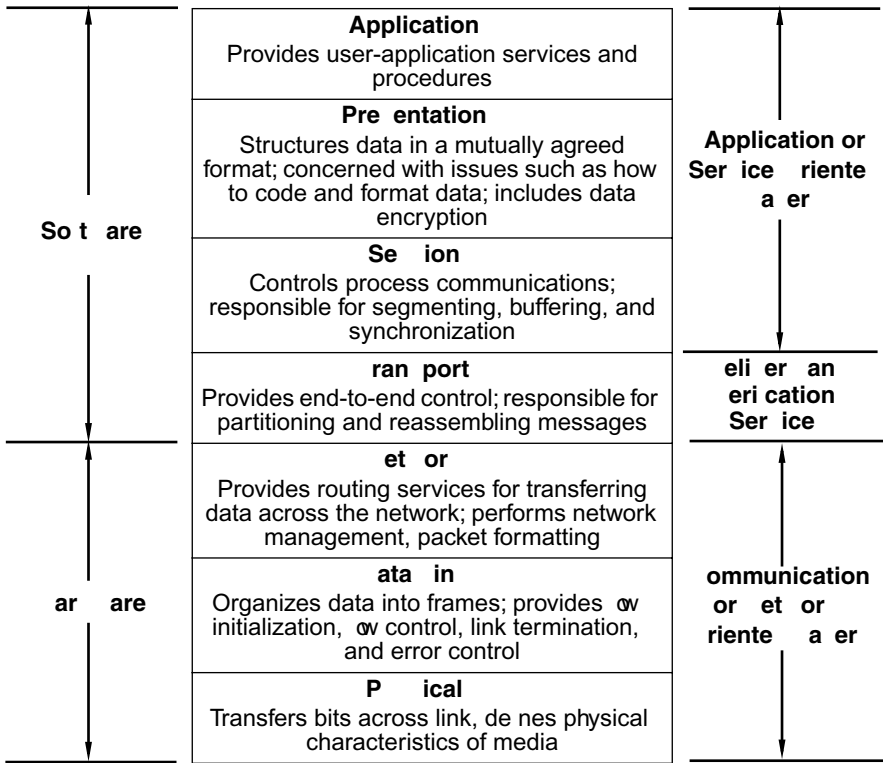 So t are
ar are
Application
Provides user-application services and
procedures
Pre entation
Structures data in a mutually agreed
format; concerned with issues such as how
to code and format data; includes data
encryption
Se ion
Controls process communications;
responsible for segmenting, buffering, and
synchronization
ran port
Provides end-to-end control; responsible for
partitioning and reassembling messages
et or
Provides routing services for transferring
data across the network; performs network
management, packet formatting
ata in
Organizes data into frames; provides ow
initialization, ow control, link termination,
and error control
P ical
Transfers bits across link, de nes physical
characteristics of media
Application or
Ser ice riente
a er
eli er an
eri cation
Ser ice
ommunication
or et or
riente a er